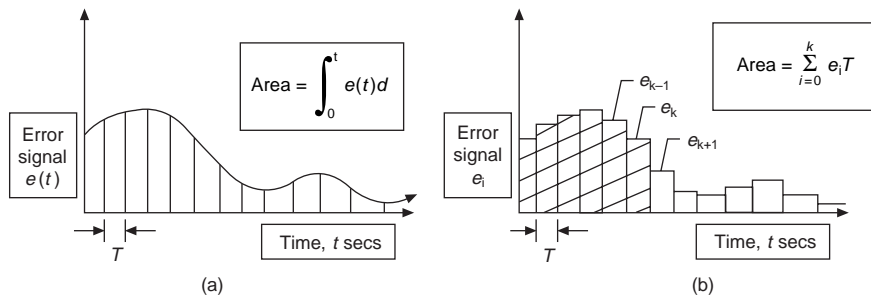 Error
signal
e(t)
Area = ∫₀ᵗ e(t)d
T
Time, t secs
(a)
Error
signal
eᵢ
Area = Σᵢ₌₀ᵏ eᵢT
eₖ₋₁
eₖ
eₖ₊₁
T
Time, t secs
(b)